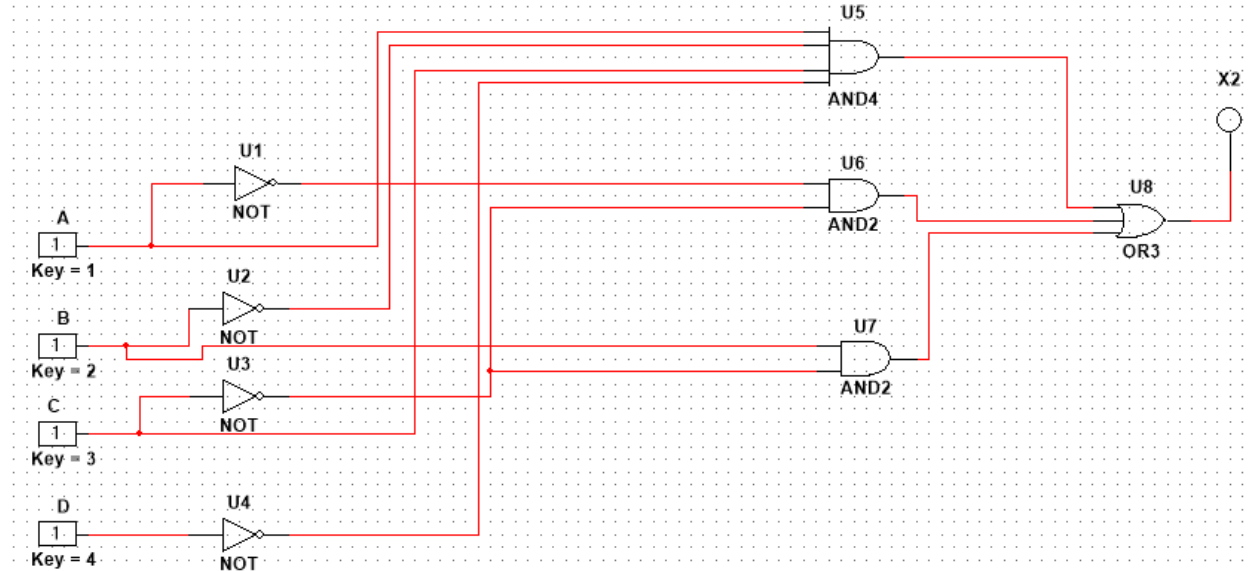 U5
AND4
X2
U1
NOT
U6
AND2
U8
OR3
A
1
Key = 1
U2
NOT
B
1
Key = 2
U7
AND2
U3
NOT
C
1
Key = 3
U4
NOT
D
1
Key = 4